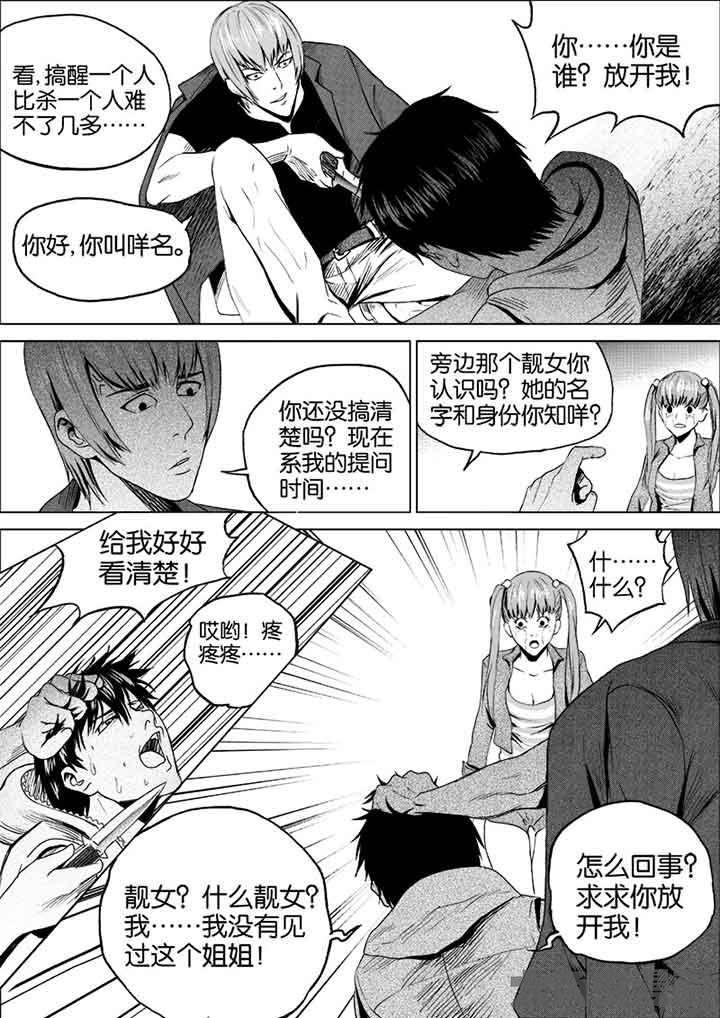 看,搞醒一个人
比杀一个人难
不了几多……
你……你是
谁？放开我！
你好,你叫咩名。
你还没搞清
楚吗？现在
系我的提问
时间……
旁边那个靓女你
认识吗？她的名
字和身份你知咩？
给我好好
看清楚！
哎哟！疼
疼疼……
什……
什么？
靓女？什么靓女？
我……我没有见
过这个姐姐！
怎么回事？
求求你放
开我！